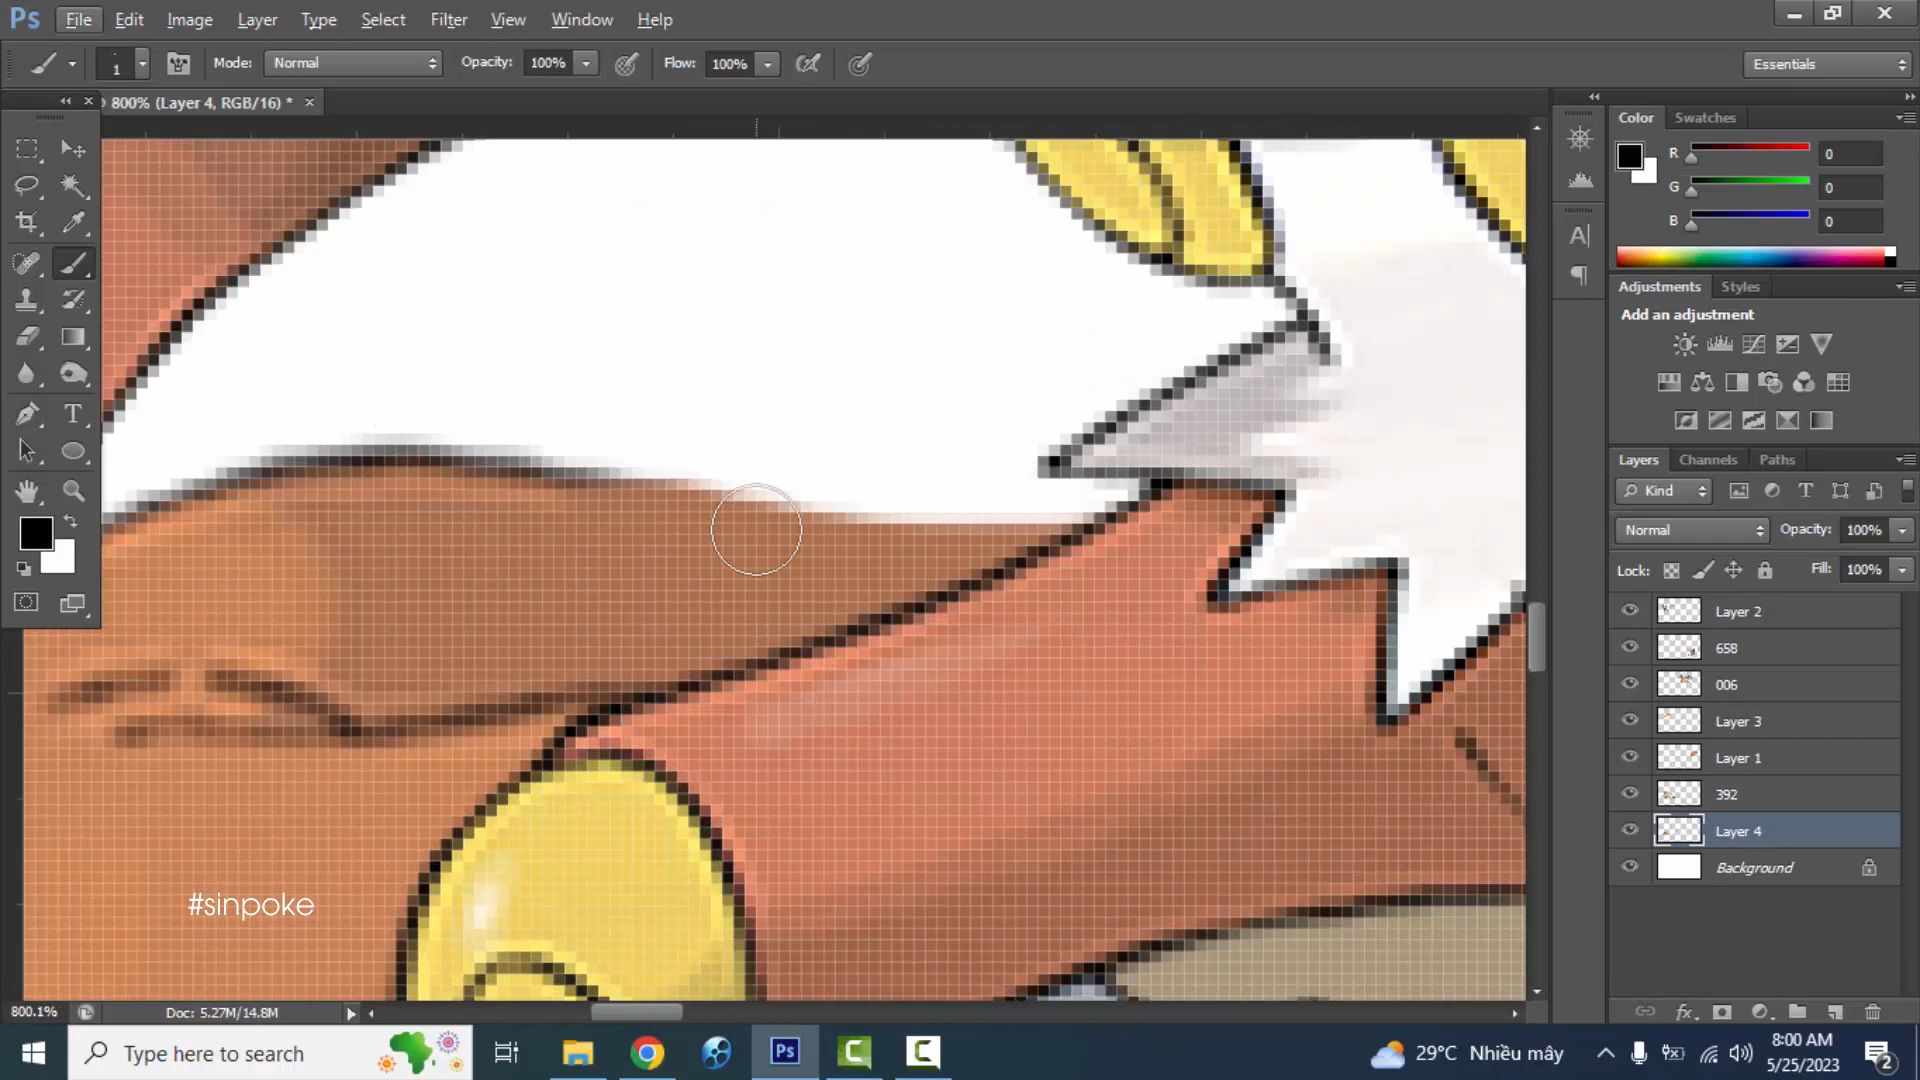 Ps File Edit Image Layer Type Select Filter View Window Help
1 Mode: Normal Opacity: 100% Flow: 100% Essentials
800% (Layer 4, RGB/16) * ×
Color Swatches
R 0
G 0
B 0
Adjustments Styles
Add an adjustment
Layers Channels Paths
Kind
Normal Opacity: 100%
Lock: Fill: 100%
Layer 2
658
006
Layer 3
Layer 1
392
Layer 4
Background
#sinpoke
800.1% Doc: 5.27M/14.8M
Type here to search
29°C Nhiều mây
8:00 AM
5/25/2023
2